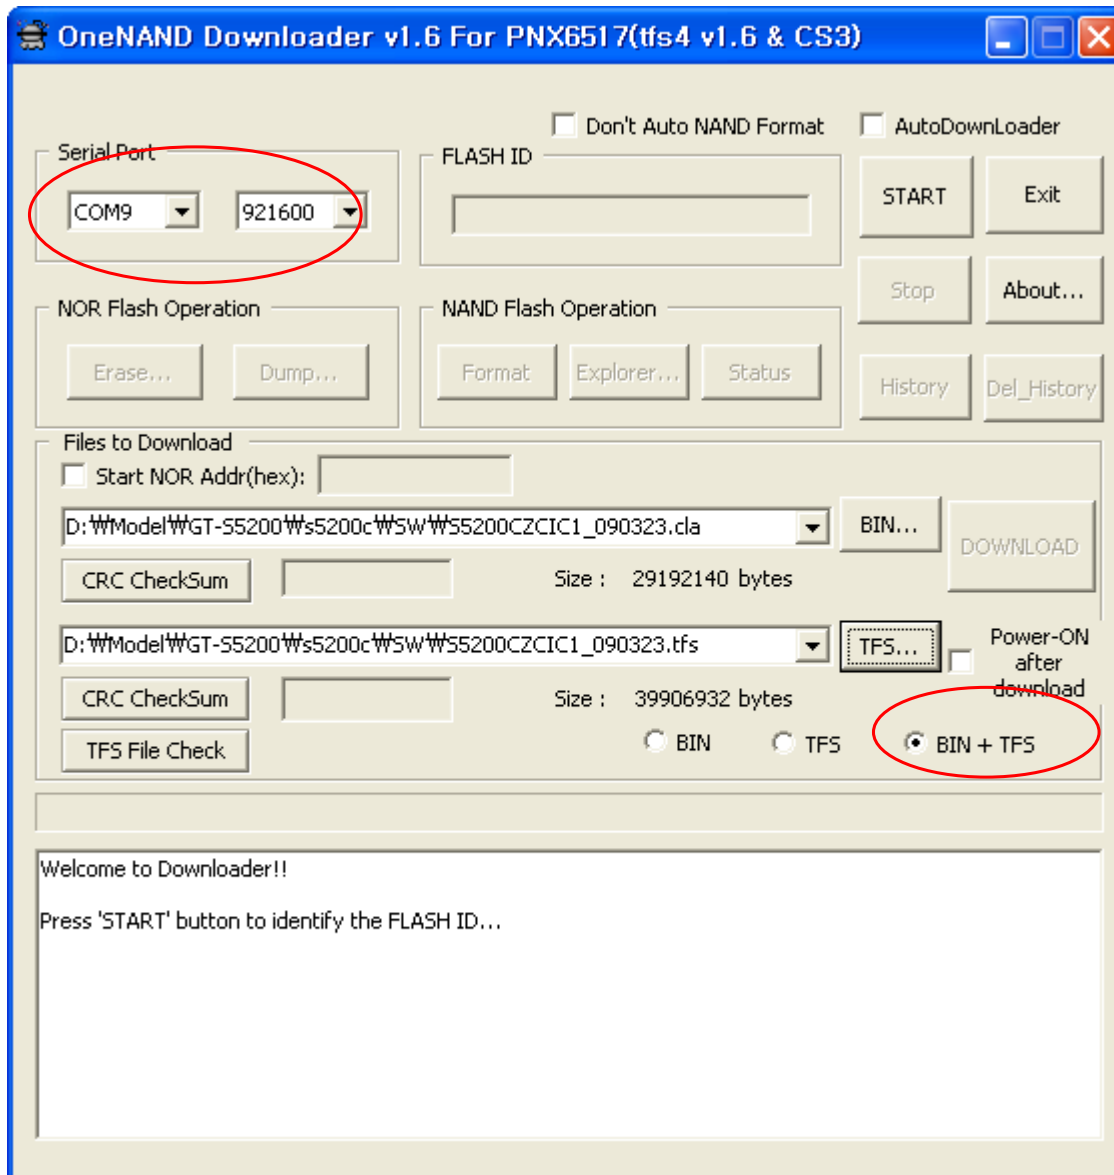 OneNAND Downloader v1.6 For PNX6517(tfs4 v1.6 & CS3)
Don't Auto NAND Format
AutoDownLoader
Serial Port
COM9
921600
FLASH ID
START
Exit
Stop
About...
NOR Flash Operation
Erase...
Dump...
NAND Flash Operation
Format
Explorer...
Status
History
Del_History
Files to Download
Start NOR Addr(hex):
D:₩Model₩GT-S5200₩s5200c₩SW₩S5200CZCIC1_090323.cla
BIN...
DOWNLOAD
CRC CheckSum
Size : 29192140 bytes
D:₩Model₩GT-S5200₩s5200c₩SW₩S5200CZCIC1_090323.tfs
TFS...
Power-ON
after
download
CRC CheckSum
Size : 39906932 bytes
TFS File Check
BIN
TFS
BIN + TFS
Welcome to Downloader!!
Press 'START' button to identify the FLASH ID...